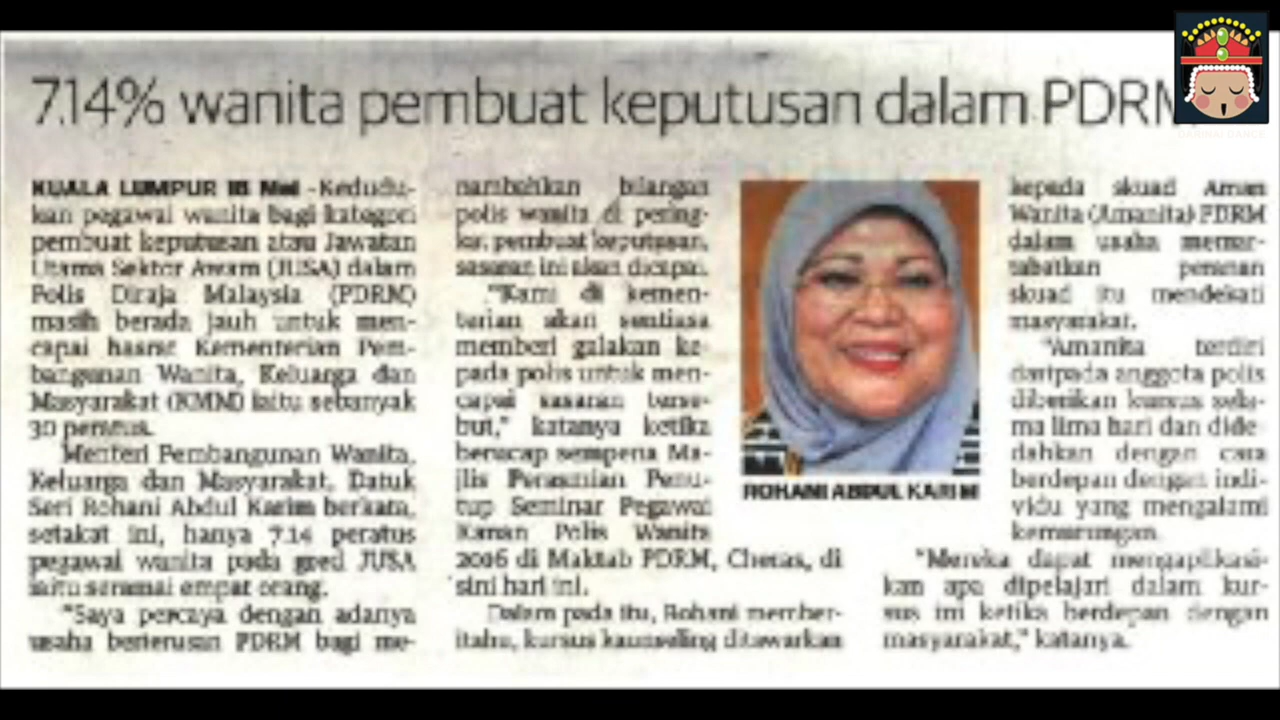 7.14% wanita pembuat keputusan dalam PDRM
KUALA LUMPUR 18 Mei - Kedudu-
kan pegawai wanita bagi kategori
pembuat keputusan atau Jawatan
Utama Sektor Awam (JUSA) dalam
Polis Diraja Malaysia (PDRM)
masih berada jauh untuk men-
capai hasrat Kementerian Pem-
bangunan Wanita, Keluarga dan
Masyarakat (KMM) iaitu sebanyak
30 peratus.
Menteri Pembangunan Wanita,
Keluarga dan Masyarakat, Datuk
Seri Rohani Abdul Karim berkata,
setakat ini, hanya 7.14 peratus
pegawai wanita pada gred JUSA
iaitu seramai empat orang.
"Saya percaya dengan adanya
usaha berterusan PDRM bagi me-
nambahkan bilangan
polis wanita di pering-
kat pembuat keputusan,
sasaran ini akan dicapai.
"Kami di kemen-
terian akan sentiasa
memberi galakan ke-
pada polis untuk men-
capai sasaran terse-
but," katanya ketika
berucap sempena Ma-
jlis Perasmian Penu-
tup Seminar Pegawai
Kanan Polis Wanita
2016 di Maktab PDRM, Cheras, di
sini hari ini.
Dalam pada itu, Rohani member-
itahu, kursus kaunseling ditawarkan
ROHANI ABDUL KARIM
kepada skuad Aman
Wanita (Amanita) PDRM
dalam usaha memar-
tabatkan peranan
skuad itu mendekati
masyarakat.
"Amanita terdiri
daripada anggota polis
diberikan kursus sela-
ma lima hari dan dide-
dahkan dengan cara
berdepan dengan indi-
vidu yang mengalami
kemurungan.
"Mereka dapat mengaplikasi-
kan apa dipelajari dalam kur-
sus ini ketika berdepan dengan
masyarakat," katanya.